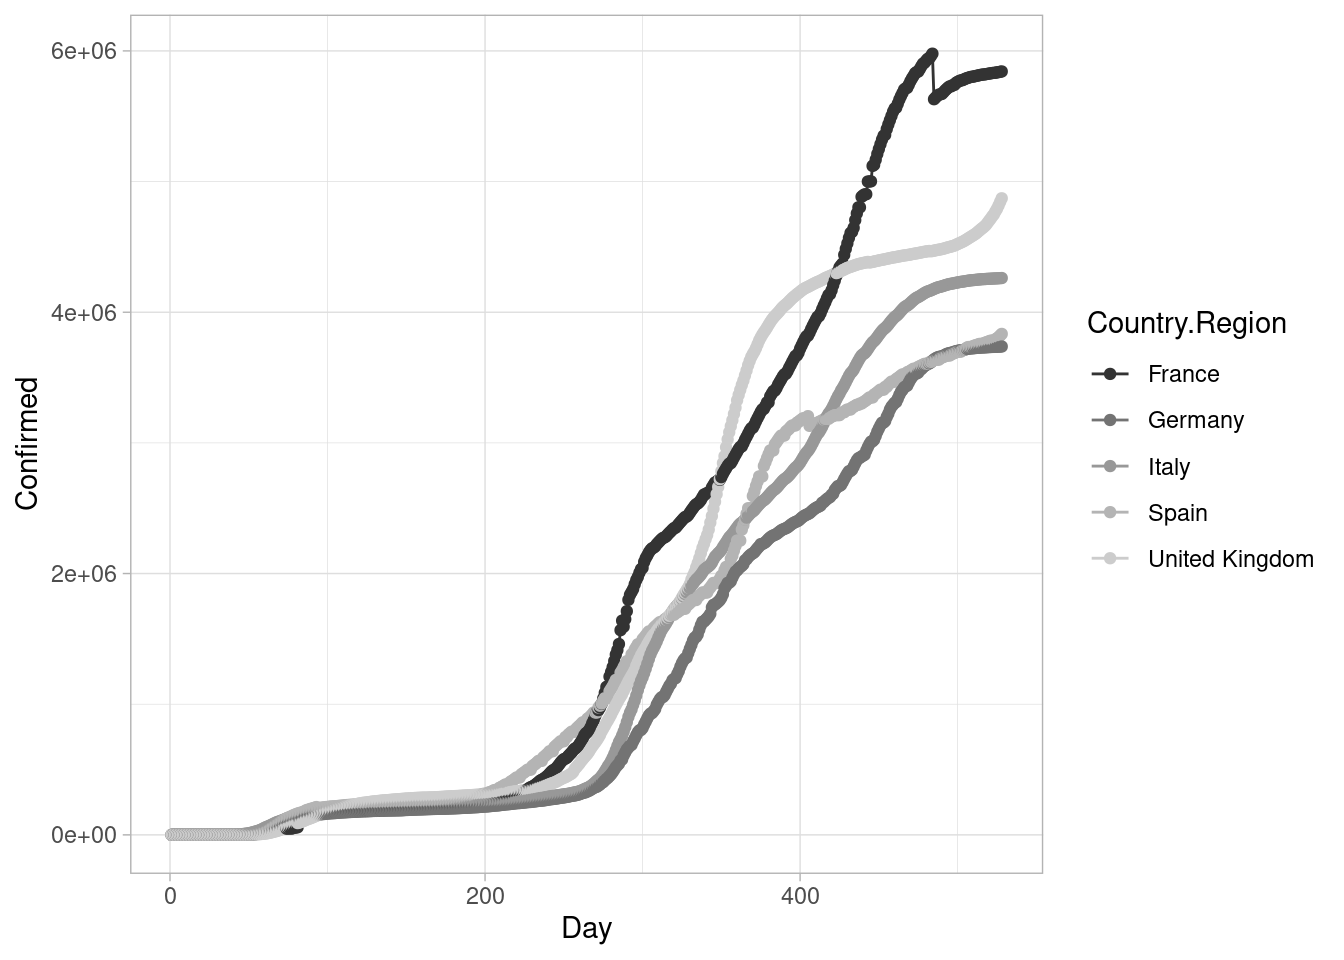 6e+06
4e+06
2e+06
0e+00
Confirmed
0
200
400
Day
Country.Region
France
Germany
Italy
Spain
United Kingdom